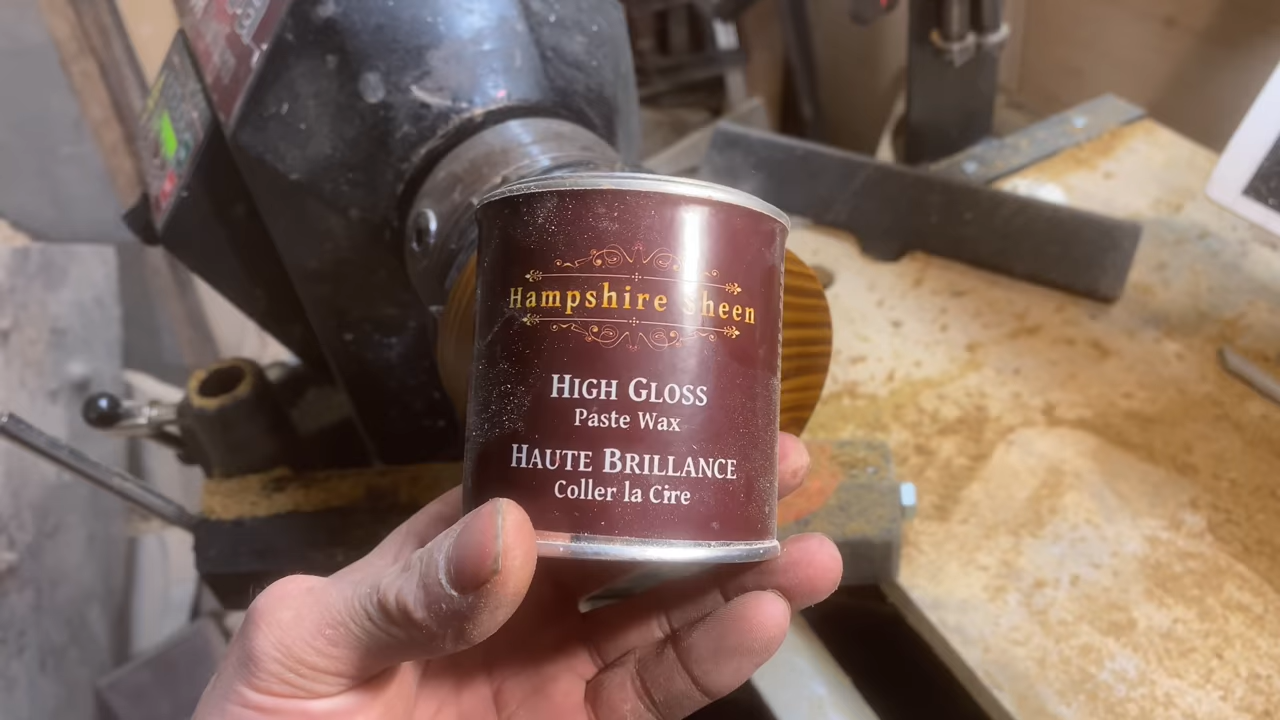 Hampshire Sheen
HIGH GLOSS
Paste Wax
HAUTE BRILLANCE
Coller la Cire